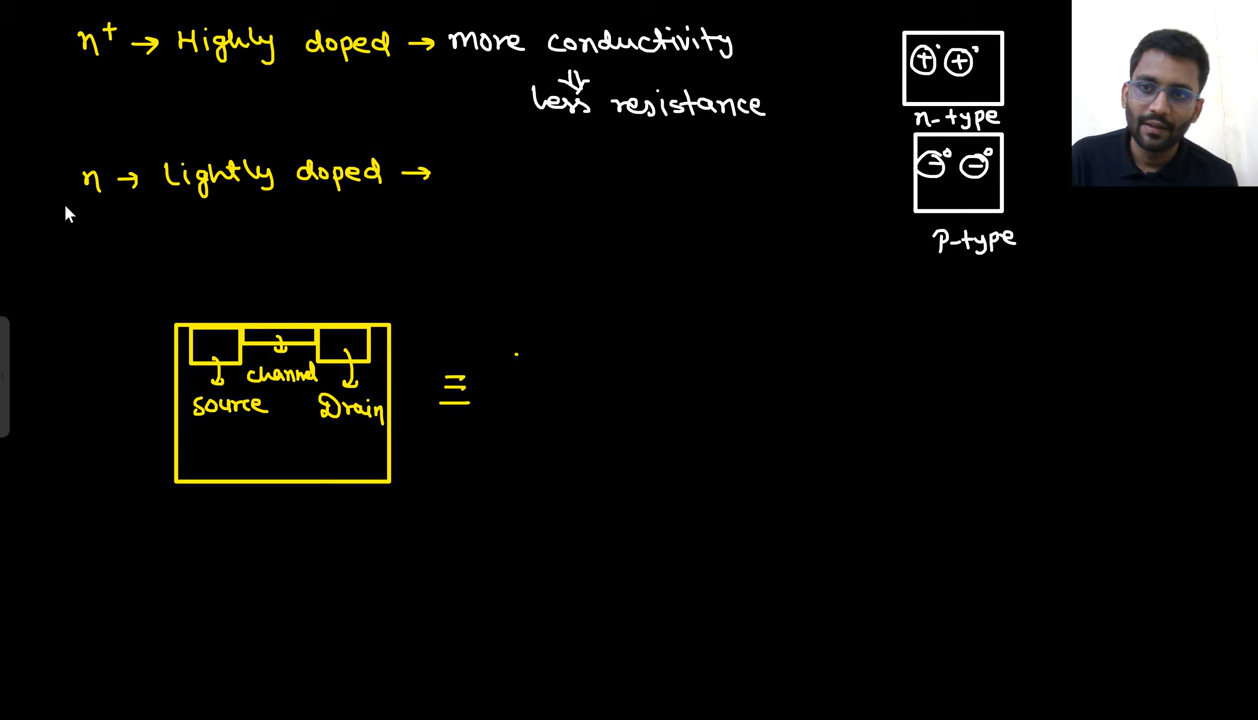 n⁺ → Highly doped → more conductivity
⇓
less resistance
n → Lightly doped →
+ +
n-type
p-type
channel
source
Drain
≡